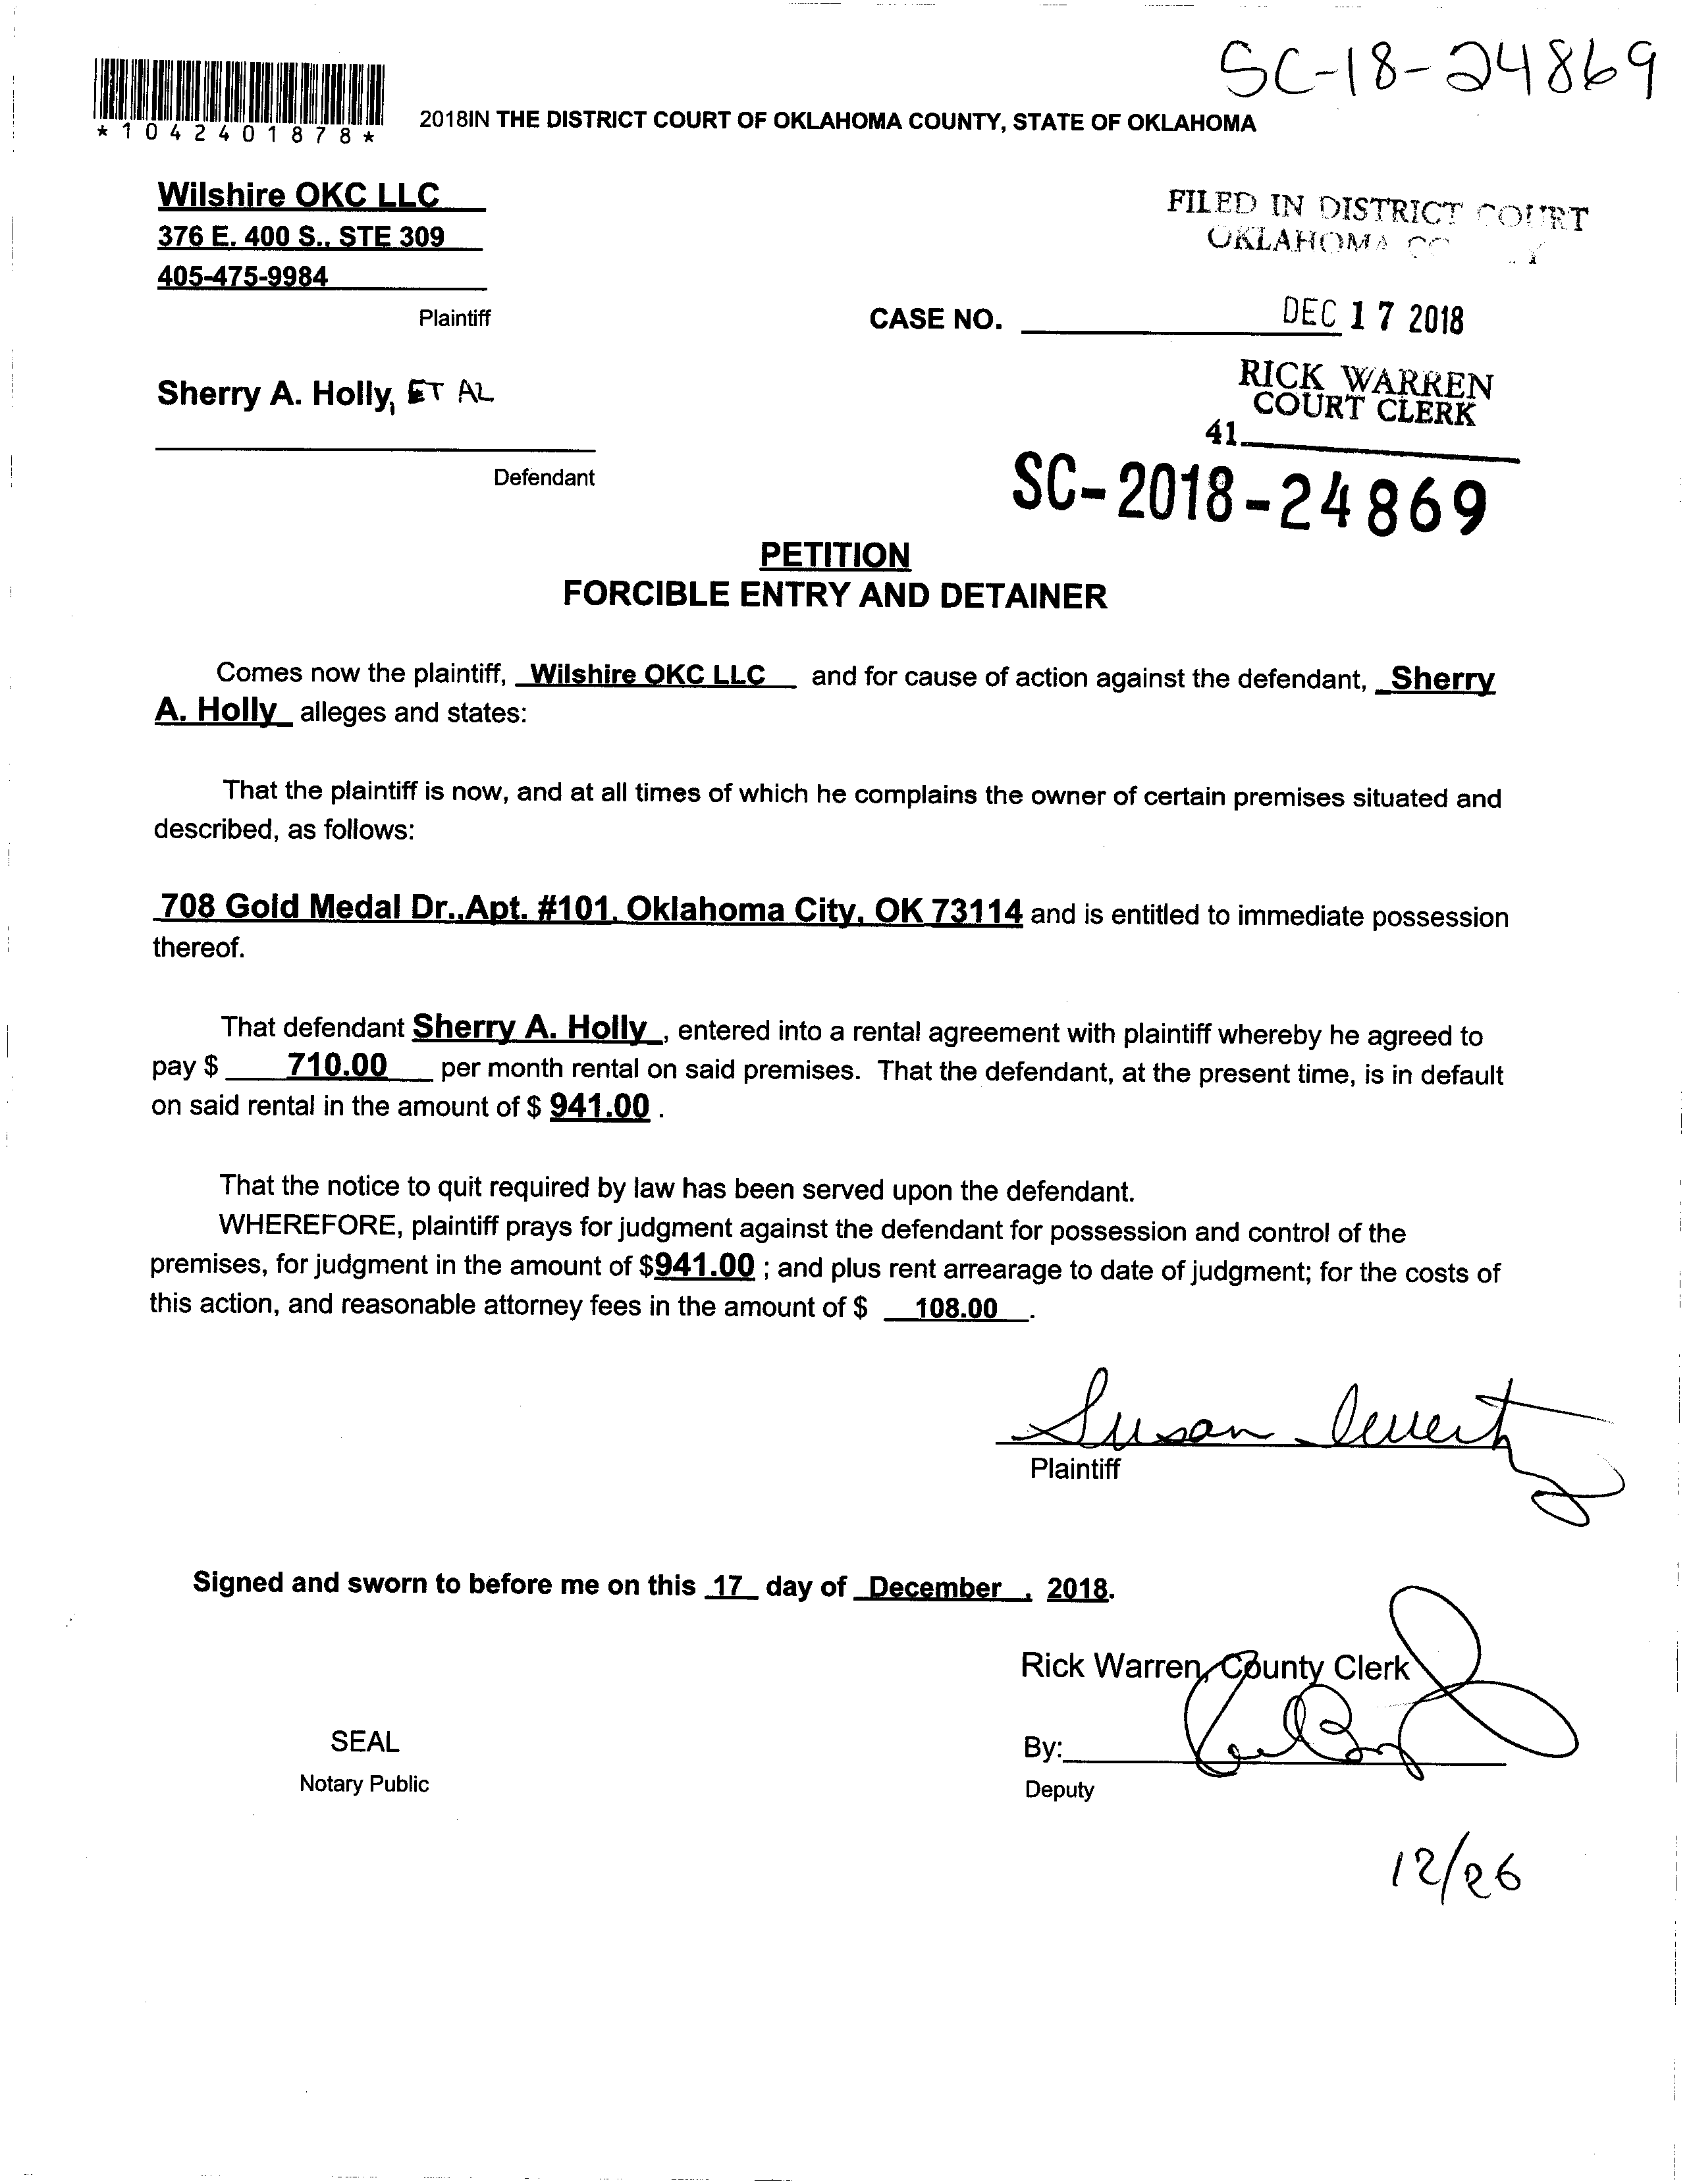 SC-18-24869
*1042401878*
2018IN THE DISTRICT COURT OF OKLAHOMA COUNTY, STATE OF OKLAHOMA
Wilshire OKC LLC
376 E. 400 S., STE 309
405-475-9984
Plaintiff
FILED IN DISTRICT COURT
OKLAHOMA
CASE NO.
DEC 17 2018
RICK WARREN
COURT CLERK
41
Sherry A. Holly, ET AL
Defendant
SC-2018-24869
PETITION
FORCIBLE ENTRY AND DETAINER
Comes now the plaintiff, Wilshire OKC LLC and for cause of action against the defendant, Sherry
A. Holly alleges and states:
That the plaintiff is now, and at all times of which he complains the owner of certain premises situated and
described, as follows:
708 Gold Medal Dr.,Apt. #101, Oklahoma City, OK 73114 and is entitled to immediate possession
thereof.
That defendant Sherry A. Holly , entered into a rental agreement with plaintiff whereby he agreed to
pay $ 710.00 per month rental on said premises. That the defendant, at the present time, is in default
on said rental in the amount of $ 941.00 .
That the notice to quit required by law has been served upon the defendant.
WHEREFORE, plaintiff prays for judgment against the defendant for possession and control of the
premises, for judgment in the amount of $941.00 ; and plus rent arrearage to date of judgment; for the costs of
this action, and reasonable attorney fees in the amount of $ 108.00 .
Susan
Plaintiff
Signed and sworn to before me on this 17 day of December , 2018.
Rick Warren, County Clerk
SEAL
Notary Public
By:
Deputy
12/26